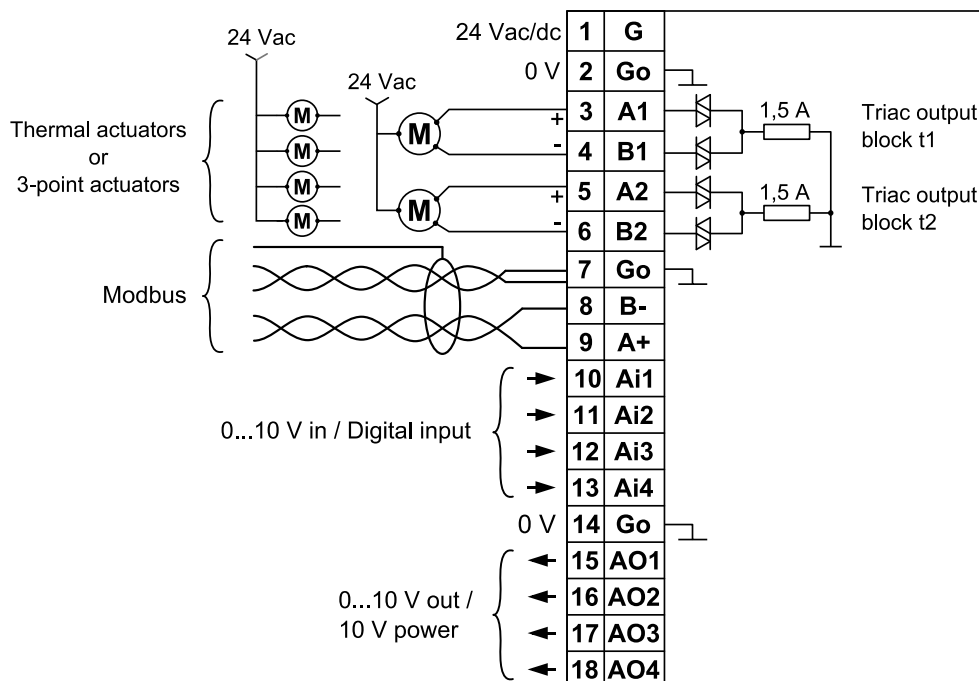 24 Vac/dc 1 G
24 Vac
0 V 2 Go
24 Vac
Thermal actuators
or
3-point actuators
M
M
M
M
M
M
+ 3 A1 1,5 A
- 4 B1
Triac output
block t1
+ 5 A2 1,5 A
- 6 B2
Triac output
block t2
Modbus
7 Go
8 B-
9 A+
10 Ai1
11 Ai2
0...10 V in / Digital input
12 Ai3
13 Ai4
0 V 14 Go
15 AO1
0...10 V out /
10 V power
16 AO2
17 AO3
18 AO4